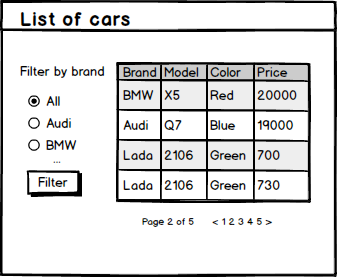 List of cars
Filter by brand
All
Audi
BMW
...
Filter
Brand Model Color Price
BMW X5 Red 20000
Audi Q7 Blue 19000
Lada 2106 Green 700
Lada 2106 Green 730
Page 2 of 5 < 1 2 3 4 5 >